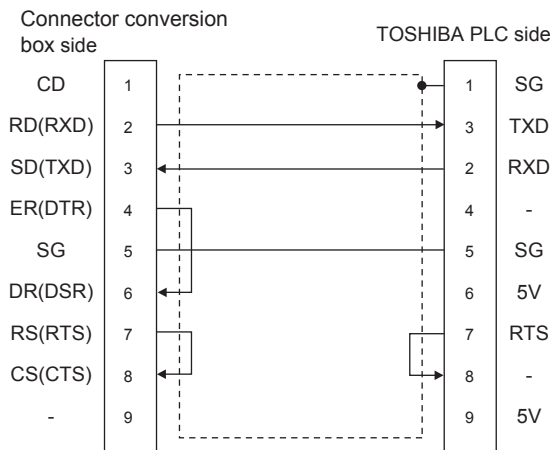 Connector conversion
box side
TOSHIBA PLC side
CD 1 1 SG
RD(RXD) 2 3 TXD
SD(TXD) 3 2 RXD
ER(DTR) 4 4 -
SG 5 5 SG
DR(DSR) 6 6 5V
RS(RTS) 7 7 RTS
CS(CTS) 8 8 -
- 9 9 5V